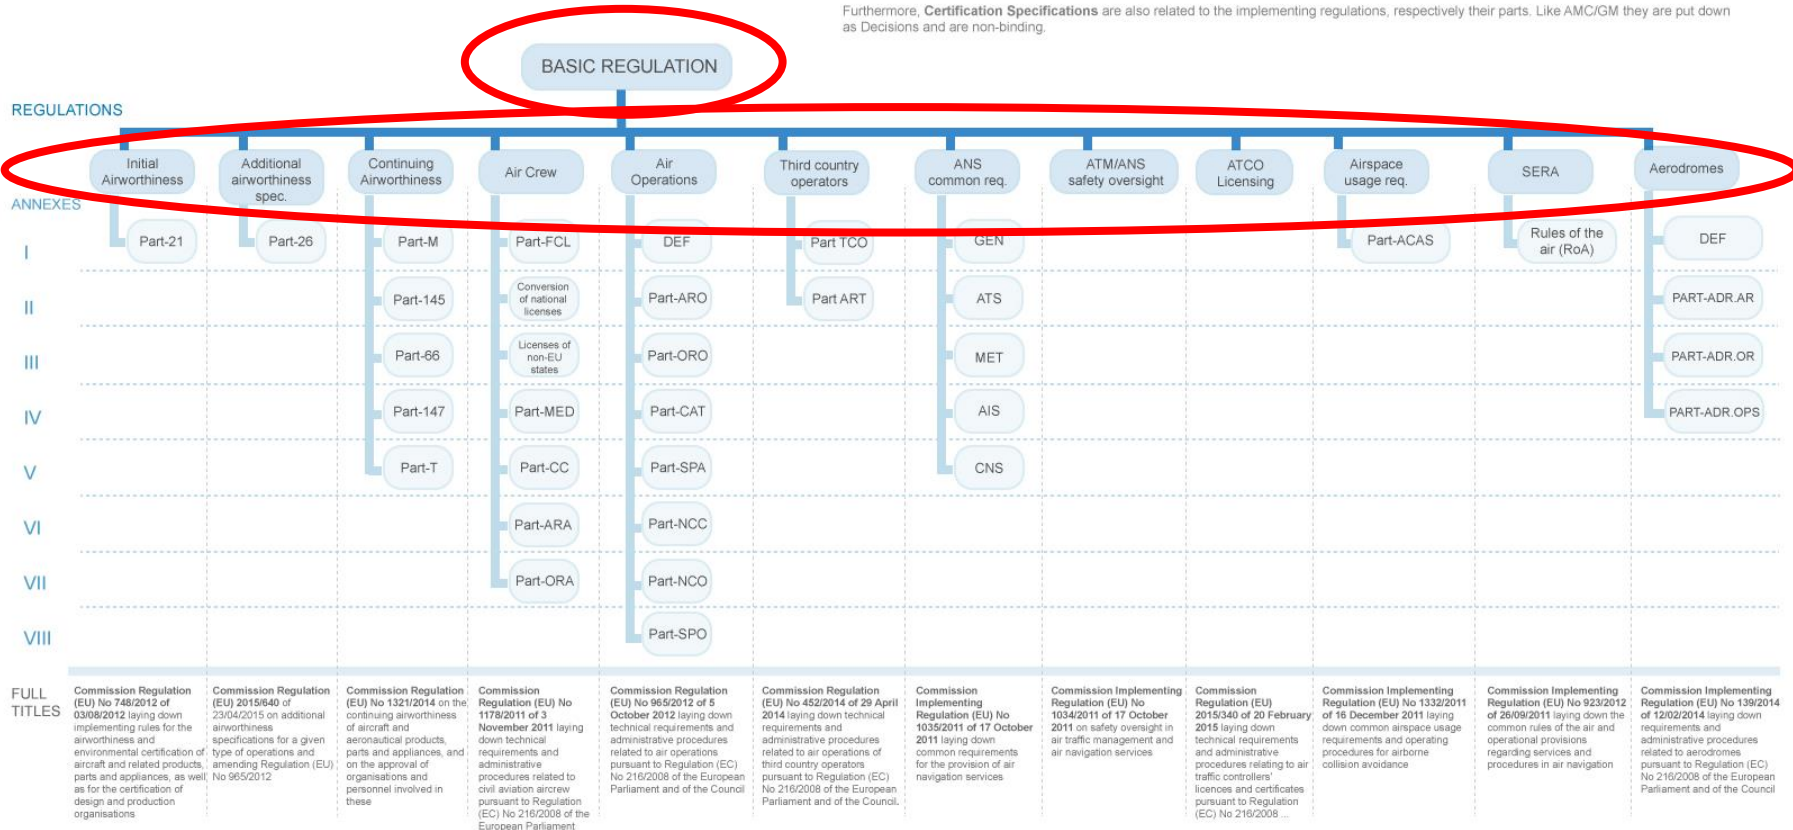 Furthermore, Certification Specifications are also related to the implementing regulations, respectively their parts. Like AMC/GM they are put down
as Decisions and are non-binding.
BASIC REGULATION
REGULATIONS
Initial
Airworthiness
Additional
airworthiness
spec.
Continuing
Airworthiness
Air Crew
Air
Operations
Third country
operators
ANS
common req.
ATM/ANS
safety oversight
ATCO
Licensing
Airspace
usage req.
SERA
Aerodromes
ANNEXES
I
Part-21
Part-26
Part-M
Part-FCL
DEF
Part TCO
GEN
Part-ACAS
Rules of the
air (RoA)
DEF
II
Part-145
Conversion
of national
licenses
Part-ARO
Part ART
ATS
PART-ADR.AR
III
Part-66
Licenses of
non-EU
states
Part-ORO
MET
PART-ADR.OR
IV
Part-147
Part-MED
Part-CAT
AIS
PART-ADR.OPS
V
Part-T
Part-CC
Part-SPA
CNS
VI
Part-ARA
Part-NCC
VII
Part-ORA
Part-NCO
VIII
Part-SPO
FULL
TITLES
Commission Regulation
(EU) No 748/2012 of
03/08/2012 laying down
implementing rules for the
airworthiness and
environmental certification of
aircraft and related products,
parts and appliances, as well
as for the certification of
design and production
organisations
Commission Regulation
(EU) 2015/640 of
23/04/2015 on additional
airworthiness
specifications for a given
type of operations and
amending Regulation (EU)
No 965/2012
Commission Regulation
(EU) No 1321/2014 on the
continuing airworthiness
of aircraft and
aeronautical products,
parts and appliances, and
on the approval of
organisations and
personnel involved in
these
Commission
Regulation (EU) No
1178/2011 of 3
November 2011 laying
down technical
requirements and
administrative
procedures related to
civil aviation aircrew
pursuant to Regulation
(EC) No 216/2008 of the
European Parliament
Commission Regulation
(EU) No 965/2012 of 5
October 2012 laying down
technical requirements and
administrative procedures
related to air operations
pursuant to Regulation (EC)
No 216/2008 of the European
Parliament and of the Council
Commission Regulation
(EU) No 452/2014 of 29 April
2014 laying down technical
requirements and
administrative procedures
related to air operations of
third country operators
pursuant to Regulation (EC)
No 216/2008 of the European
Parliament and of the Council.
Commission
Implementing
Regulation (EU) No
1035/2011 of 17 October
2011 laying down
common requirements
for the provision of air
navigation services
Commission Implementing
Regulation (EU) No
1034/2011 of 17 October
2011 on safety oversight in
air traffic management and
air navigation services
Commission
Regulation (EU)
2015/340 of 20 February
2015 laying down
technical requirements
and administrative
procedures relating to air
traffic controllers'
licences and certificates
pursuant to Regulation
(EC) No 216/2008 ...
Commission Implementing
Regulation (EU) No 1332/2011
of 16 December 2011 laying
down common airspace usage
requirements and operating
procedures for airborne
collision avoidance
Commission Implementing
Regulation (EU) No 923/2012
of 26/09/2011 laying down the
common rules of the air and
operational provisions
regarding services and
procedures in air navigation
Commission Implementing
Regulation (EU) No 139/2014
of 12/02/2014 laying down
requirements and
administrative procedures
related to aerodromes
pursuant to Regulation (EC)
No 216/2008 of the European
Parliament and of the Council